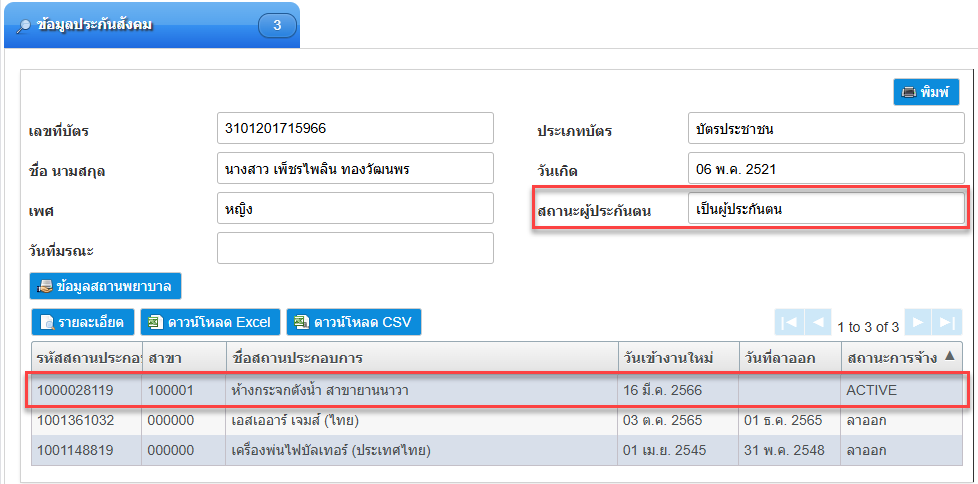 ข้อมูลประกันสังคม 3
พิมพ์
เลขที่บัตร 3101201715966 ประเภทบัตร บัตรประชาชน
ชื่อ นามสกุล นางสาว เพ็ชรไพลิน ทองวัฒนพร วันเกิด 06 พ.ค. 2521
เพศ หญิง สถานะผู้ประกันตน เป็นผู้ประกันตน
วันที่มรณะ
ข้อมูลสถานพยาบาล
รายละเอียด ดาวน์โหลด Excel ดาวน์โหลด CSV 1 to 3 of 3
รหัสสถานประกอ สาขา ชื่อสถานประกอบการ วันเข้างานใหม่ วันที่ลาออก สถานะการจ้าง
1000028119 100001 ห้างกระจกตังน้ำ สาขายานนาวา 16 มี.ค. 2566 ACTIVE
1001361032 000000 เอสเออาร์ เจมส์ (ไทย) 03 ต.ค. 2565 01 ธ.ค. 2565 ลาออก
1001148819 000000 เครื่องพ่นไฟบัลเทอร์ (ประเทศไทย) 01 เม.ย. 2545 31 พ.ค. 2548 ลาออก